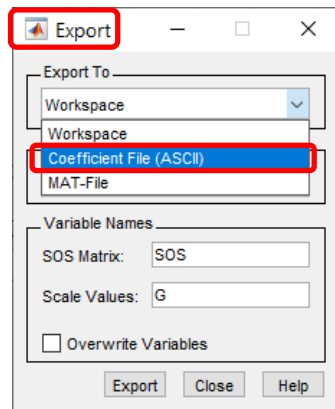 Export
Export To
Workspace
Workspace
Coefficient File (ASCII)
MAT-File
Variable Names
SOS Matrix: SOS
Scale Values: G
Overwrite Variables
Export Close Help